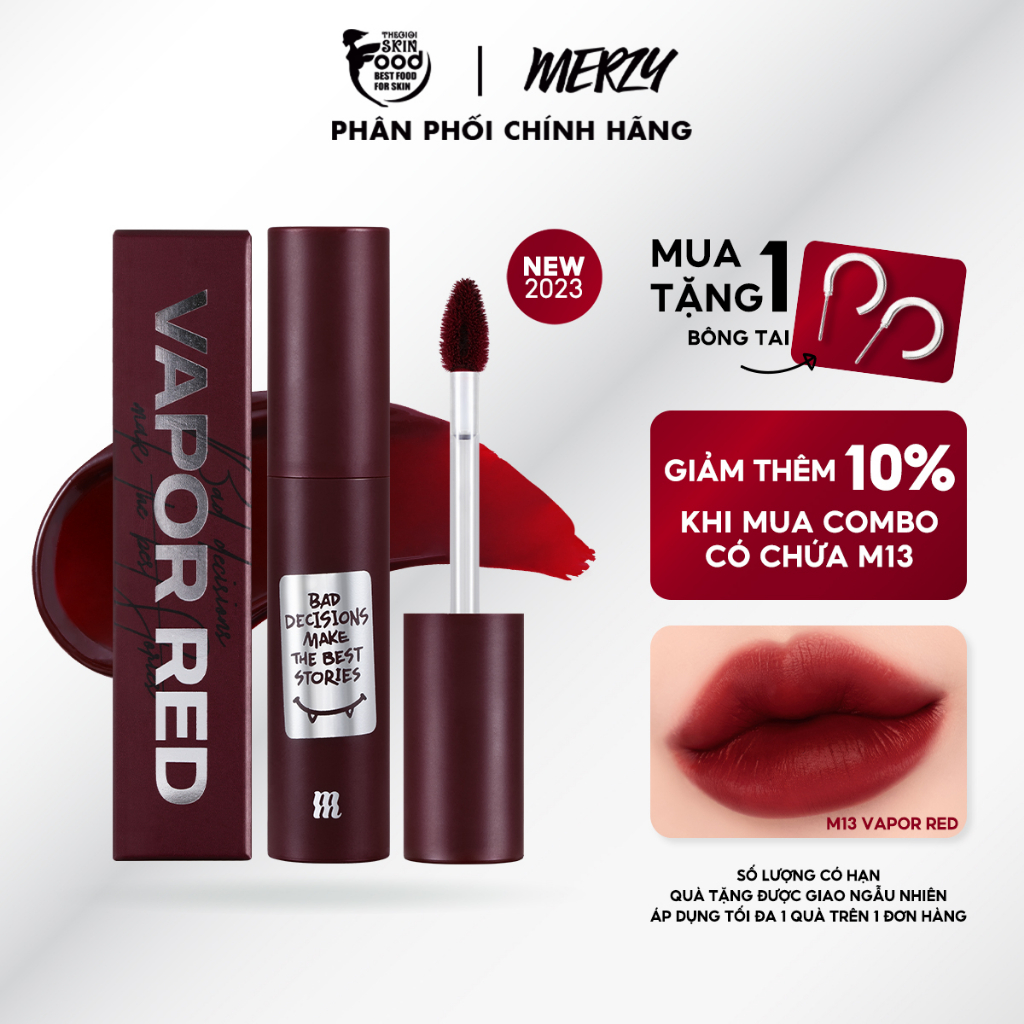 THEGIOI
SKIN
Food
BEST FOOD
FOR SKIN
MERZY
PHÂN PHỐI CHÍNH HÃNG
VAPOR RED
Bad decisions
make the best stories
BAD
DECISIONS
MAKE
THE BEST
STORIES
m
NEW
2023
MUA 1
TẶNG
BÔNG TAI
GIẢM THÊM 10%
KHI MUA COMBO
CÓ CHỨA M13
M13 VAPOR RED
SỐ LƯỢNG CÓ HẠN
QUÀ TẶNG ĐƯỢC GIAO NGẪU NHIÊN
ÁP DỤNG TỐI ĐA 1 QUÀ TRÊN 1 ĐƠN HÀNG